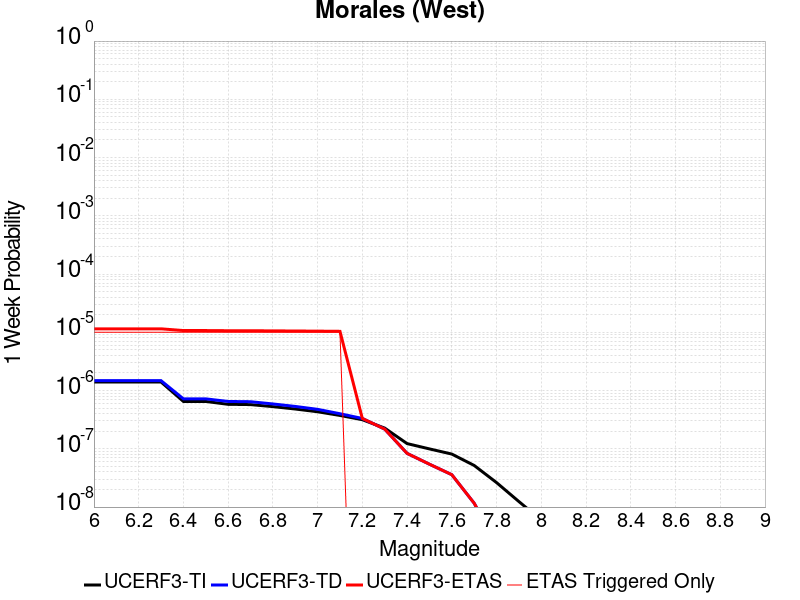 Morales (West)
10^0
10^-1
10^-2
10^-3
10^-4
10^-5
10^-6
10^-7
10^-8
1 Week Probability
6 6.2 6.4 6.6 6.8 7 7.2 7.4 7.6 7.8 8 8.2 8.4 8.6 8.8 9
Magnitude
UCERF3-TI UCERF3-TD UCERF3-ETAS ETAS Triggered Only